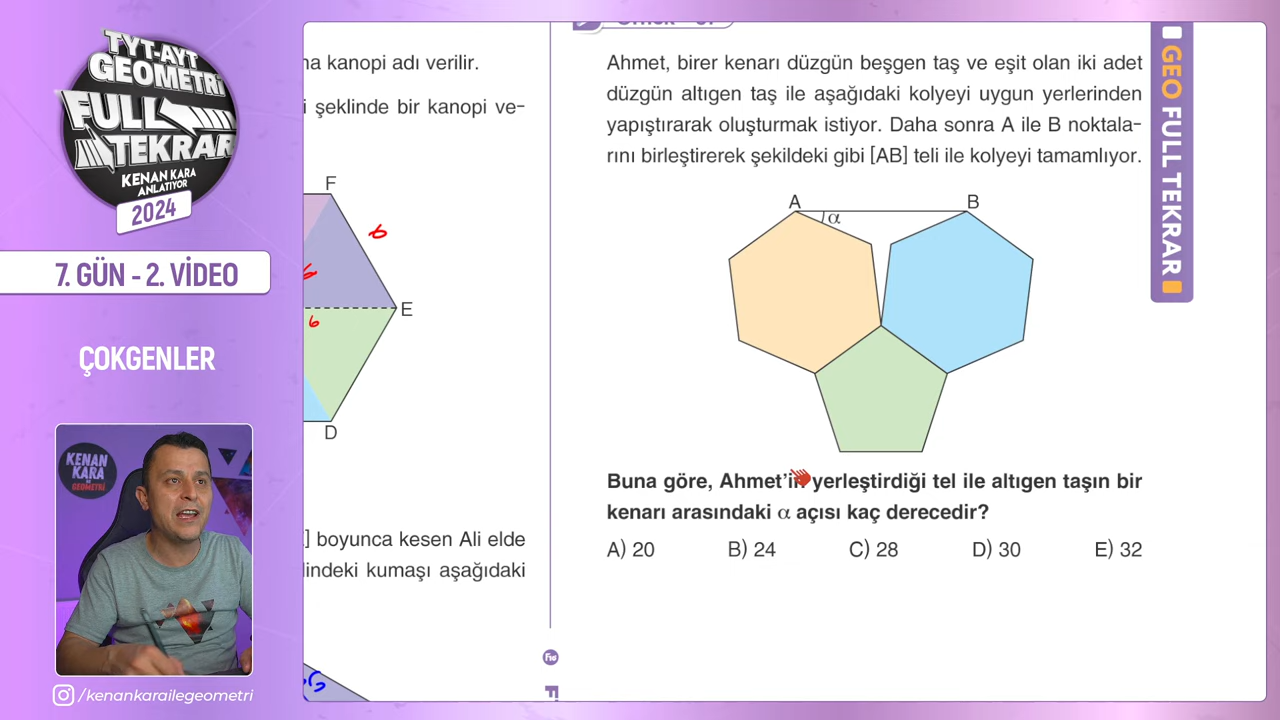 TYT-AYT
GEOMETRİ
FULL
TEKRAR
KENAN KARA
ANLATIYOR
2024
7. GÜN - 2. VİDEO
ÇOKGENLER
KENAN
KARA
GEOMETRİ
/kenankarailegeometri
na kanopi adı verilir.
i şeklinde bir kanopi ve-
F
6
6
6
E
D
] boyunca kesen Ali elde
lindeki kumaşı aşağıdaki
Ahmet, birer kenarı düzgün beşgen taş ve eşit olan iki adet
düzgün altıgen taş ile aşağıdaki kolyeyi uygun yerlerinden
yapıştırarak oluşturmak istiyor. Daha sonra A ile B noktala-
rını birleştirerek şekildeki gibi [AB] teli ile kolyeyi tamamlıyor.
A
B
α
Buna göre, Ahmet'in yerleştirdiği tel ile altıgen taşın bir
kenarı arasındaki α açısı kaç derecedir?
A) 20 B) 24 C) 28 D) 30 E) 32
GEO FULL TEKRAR